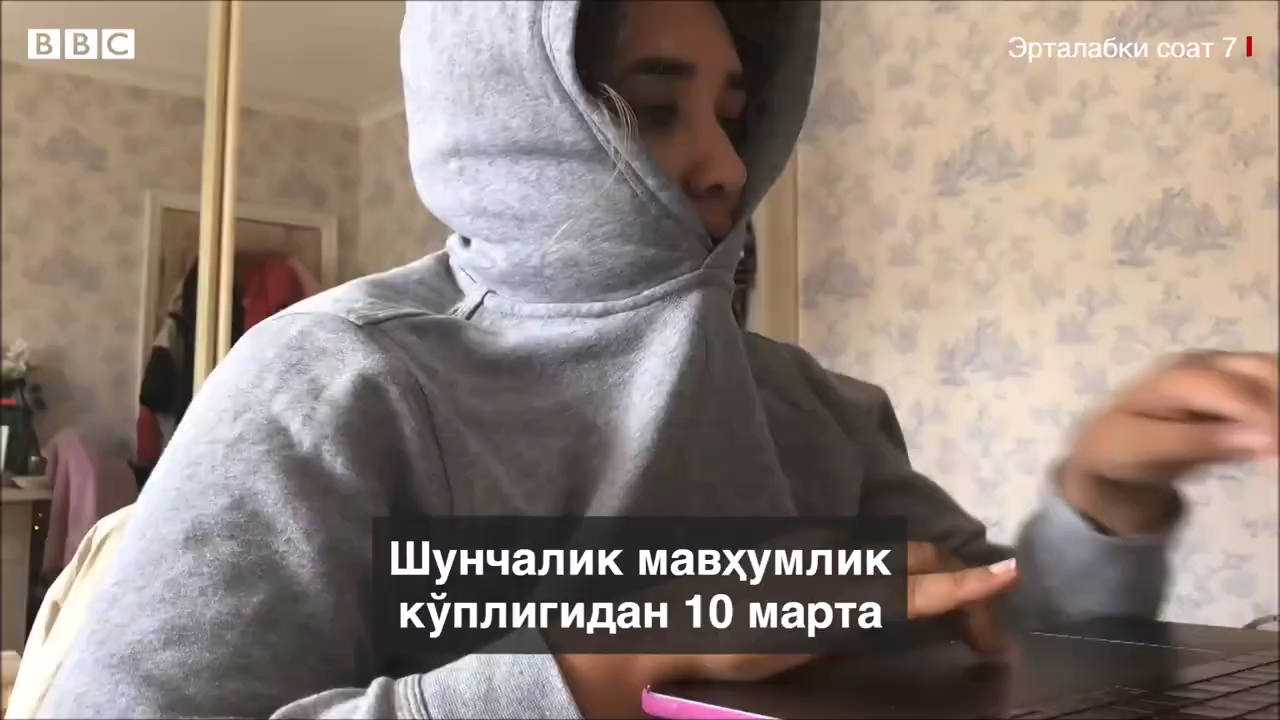 BBC
Эрталабки соат 7
Шунчалик мавҳумлик
кўплигидан 10 марта